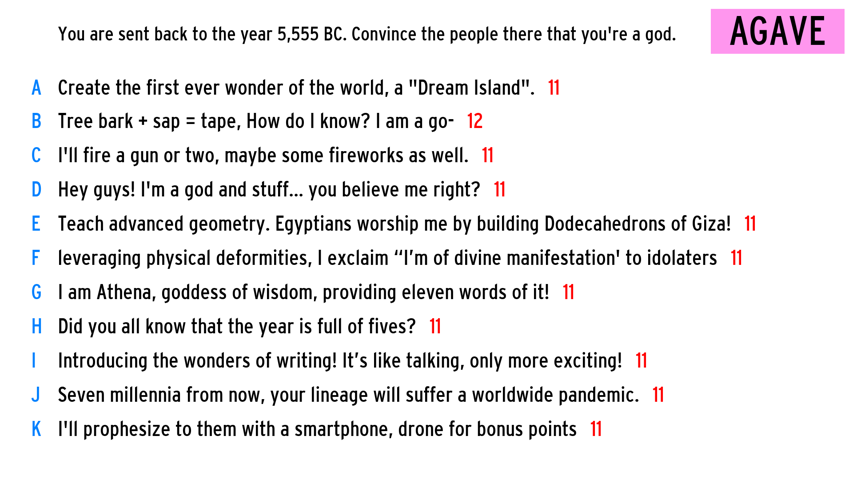 You are sent back to the year 5,555 BC. Convince the people there that you're a god.
AGAVE
A Create the first ever wonder of the world, a "Dream Island". 11
B Tree bark + sap = tape, How do I know? I am a go- 12
C I'll fire a gun or two, maybe some fireworks as well. 11
D Hey guys! I'm a god and stuff... you believe me right? 11
E Teach advanced geometry. Egyptians worship me by building Dodecahedrons of Giza! 11
F leveraging physical deformities, I exclaim “I’m of divine manifestation' to idolaters 11
G I am Athena, goddess of wisdom, providing eleven words of it! 11
H Did you all know that the year is full of fives? 11
I Introducing the wonders of writing! It’s like talking, only more exciting! 11
J Seven millennia from now, your lineage will suffer a worldwide pandemic. 11
K I'll prophesize to them with a smartphone, drone for bonus points 11